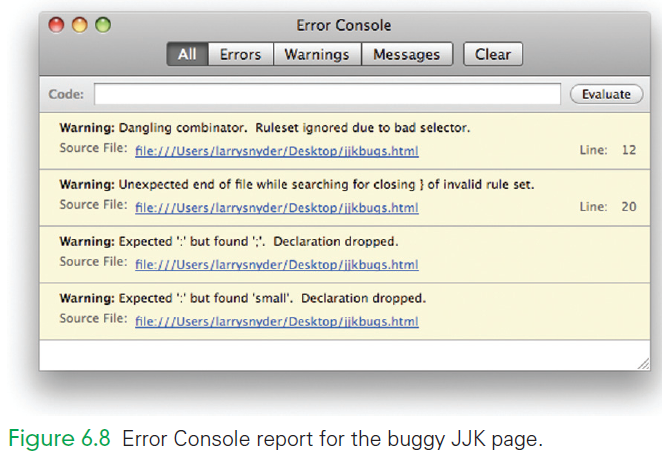 Error Console
All Errors Warnings Messages Clear
Code: Evaluate
Warning: Dangling combinator. Ruleset ignored due to bad selector.
Source File: file:///Users/larrysnyder/Desktop/jjkbugs.html Line: 12
Warning: Unexpected end of file while searching for closing } of invalid rule set.
Source File: file:///Users/larrysnyder/Desktop/jjkbugs.html Line: 20
Warning: Expected ':' but found ';'. Declaration dropped.
Source File: file:///Users/larrysnyder/Desktop/jjkbugs.html
Warning: Expected ':' but found 'small'. Declaration dropped.
Source File: file:///Users/larrysnyder/Desktop/jjkbugs.html
Figure 6.8 Error Console report for the buggy JJK page.